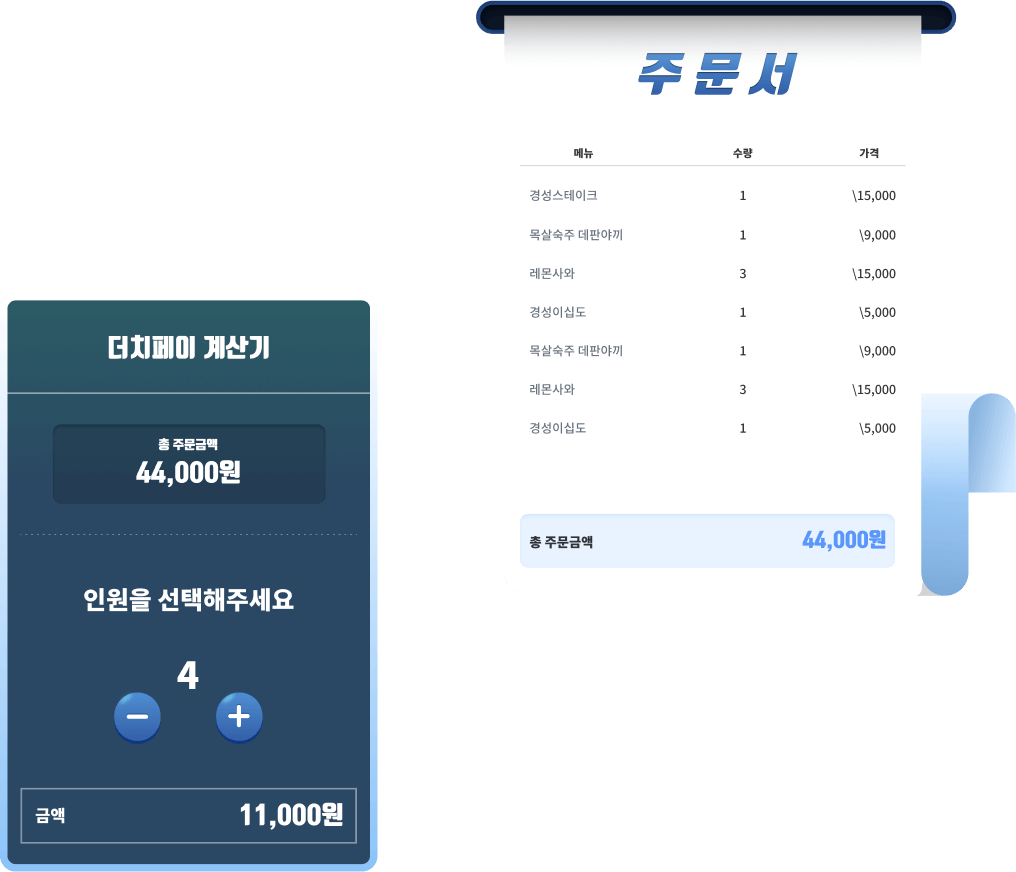 주문서
메뉴 수량 가격
경성스테이크 1 \15,000
목살숙주 데판야끼 1 \9,000
레몬사와 3 \15,000
경성이십도 1 \5,000
목살숙주 데판야끼 1 \9,000
레몬사와 3 \15,000
경성이십도 1 \5,000
총 주문금액 44,000원
더치페이 계산기
총 주문금액
44,000원
인원을 선택해주세요
4
− +
금액 11,000원